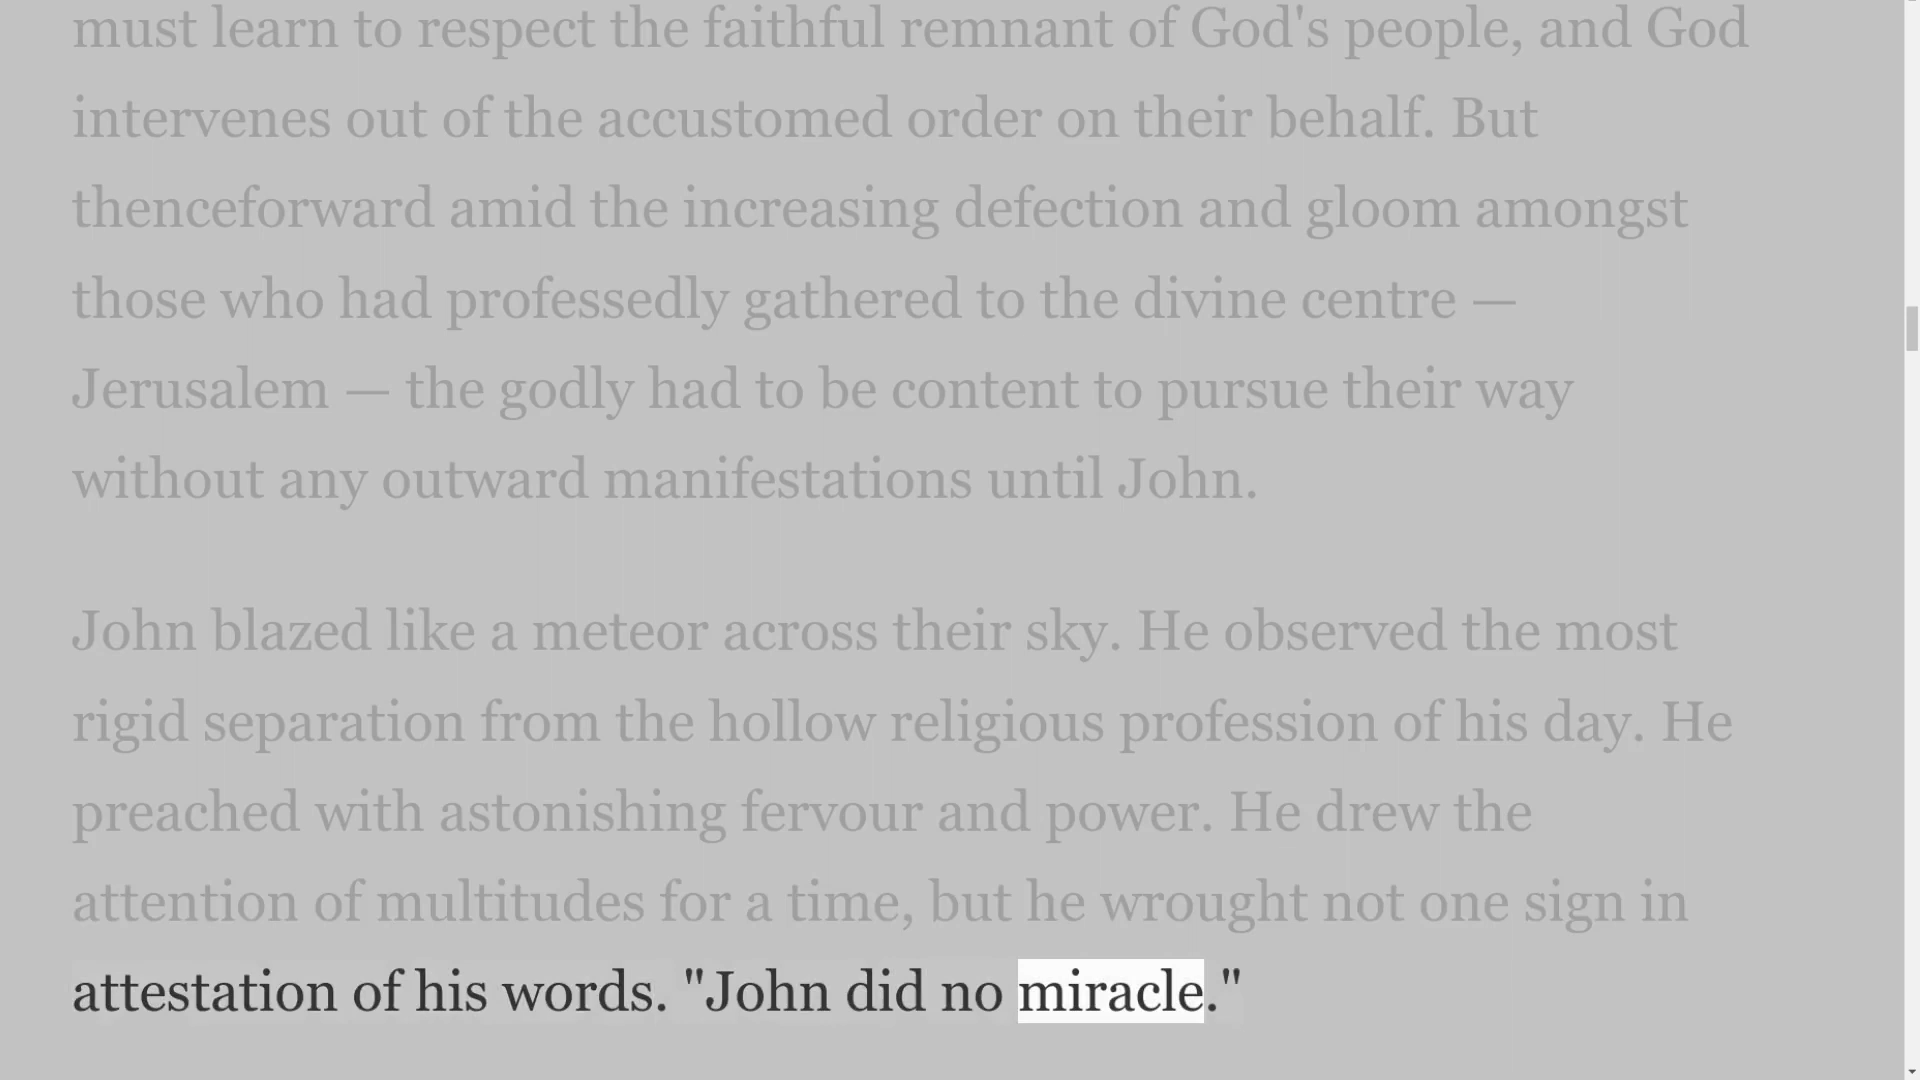 must learn to respect the faithful remnant of God's people, and God
intervenes out of the accustomed order on their behalf. But
thenceforward amid the increasing defection and gloom amongst
those who had professedly gathered to the divine centre —
Jerusalem — the godly had to be content to pursue their way
without any outward manifestations until John.
John blazed like a meteor across their sky. He observed the most
rigid separation from the hollow religious profession of his day. He
preached with astonishing fervour and power. He drew the
attention of multitudes for a time, but he wrought not one sign in
attestation of his words. "John did no miracle."